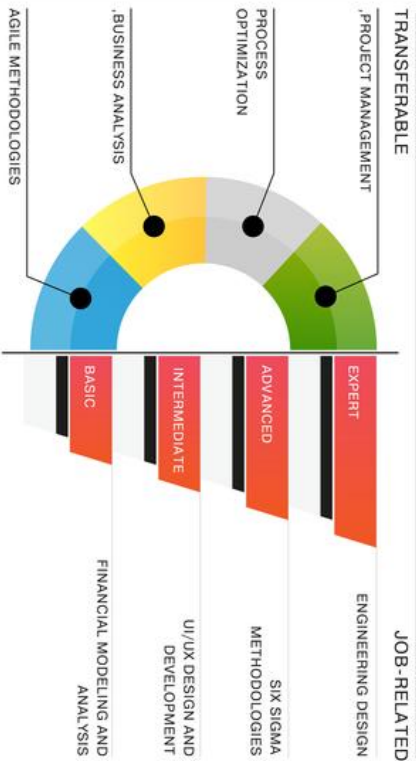 TRANSFERABLE
,PROJECT MANAGEMENT
PROCESS
OPTIMIZATION
,BUSINESS ANALYSIS
AGILE METHODOLOGIES
JOB-RELATED
EXPERT
ENGINEERING DESIGN
ADVANCED
SIX SIGMA
METHODOLOGIES
INTERMEDIATE
UI/UX DESIGN AND
DEVELOPMENT
BASIC
FINANCIAL MODELING AND
ANALYSIS